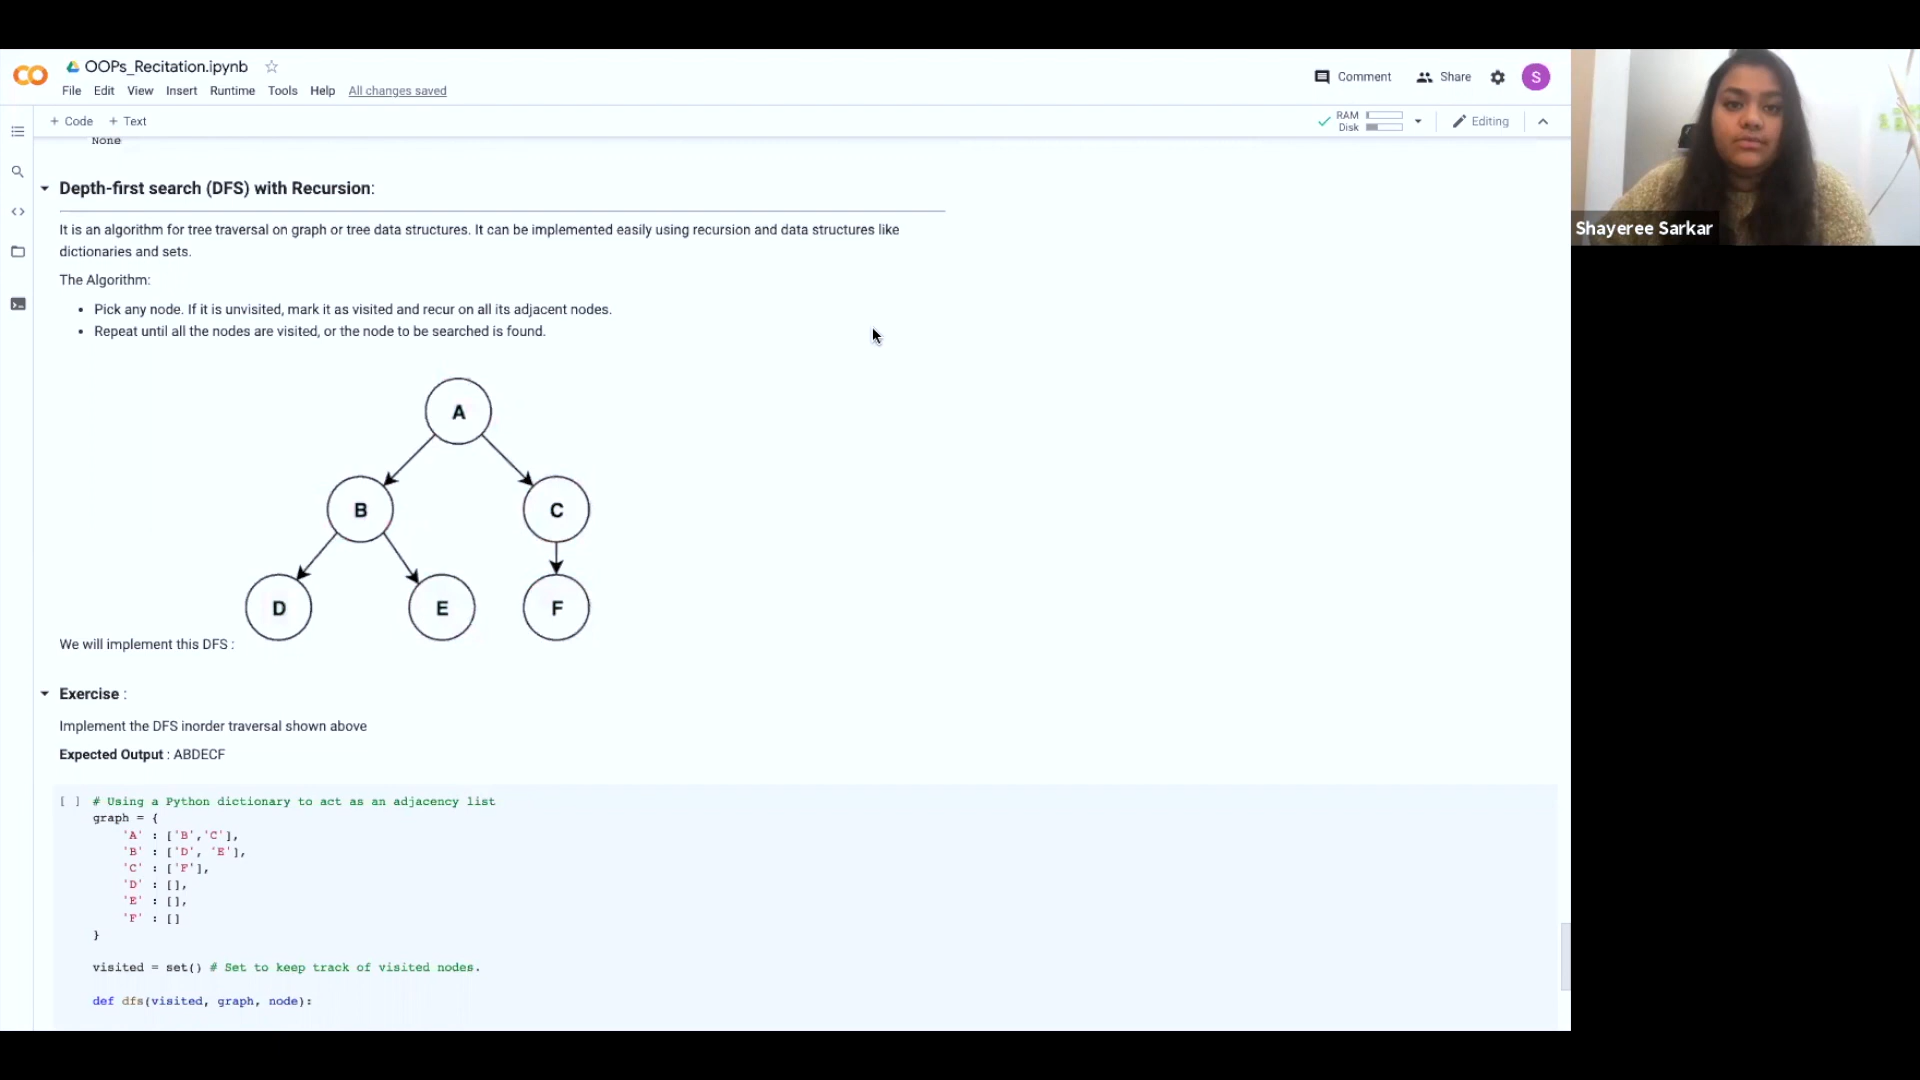 OOPs_Recitation.ipynb
File Edit View Insert Runtime Tools Help All changes saved
Comment Share S
+ Code + Text
RAM
Disk
Editing
None
Depth-first search (DFS) with Recursion:
It is an algorithm for tree traversal on graph or tree data structures. It can be implemented easily using recursion and data structures like
dictionaries and sets.
The Algorithm:
• Pick any node. If it is unvisited, mark it as visited and recur on all its adjacent nodes.
• Repeat until all the nodes are visited, or the node to be searched is found.
A
B C
D E F
We will implement this DFS :
Exercise :
Implement the DFS inorder traversal shown above
Expected Output : ABDECF
[ ] # Using a Python dictionary to act as an adjacency list
graph = {
'A' : ['B','C'],
'B' : ['D', 'E'],
'C' : ['F'],
'D' : [],
'E' : [],
'F' : []
}
visited = set() # Set to keep track of visited nodes.
def dfs(visited, graph, node):
Shayeree Sarkar